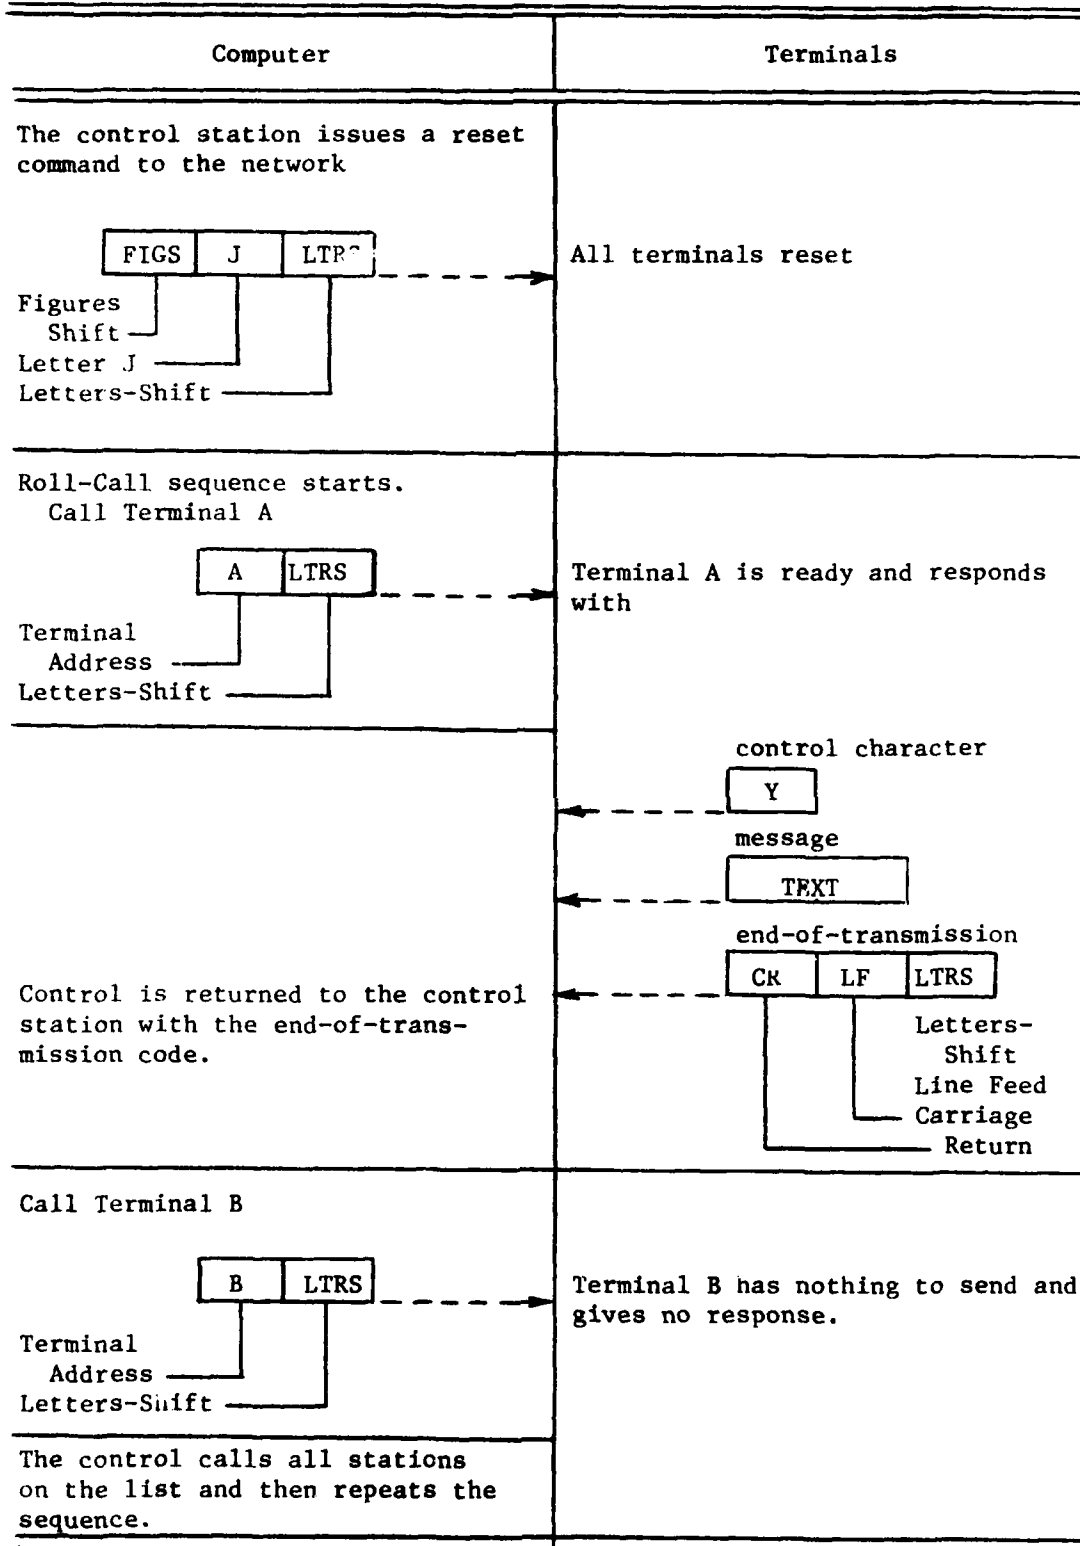 Computer
Terminals
The control station issues a reset
command to the network
FIGS J
All terminals reset
Figures
Shift
Letter J
Letters-Shift
Roll-Call sequence starts.
Call Terminal A
A LTRS
Terminal A is ready and responds
with
Terminal
Address
Letters-Shift
control character
Y
message
TEXT
end-of-transmission
CR LF LTRS
Control is returned to the control
station with the end-of-trans-
mission code.
Letters-
Shift
Line Feed
Carriage
Return
Call Terminal B
B LTRS
Terminal B has nothing to send and
gives no response.
Terminal
Address
Letters-Shift
The control calls all stations
on the list and then repeats the
sequence.